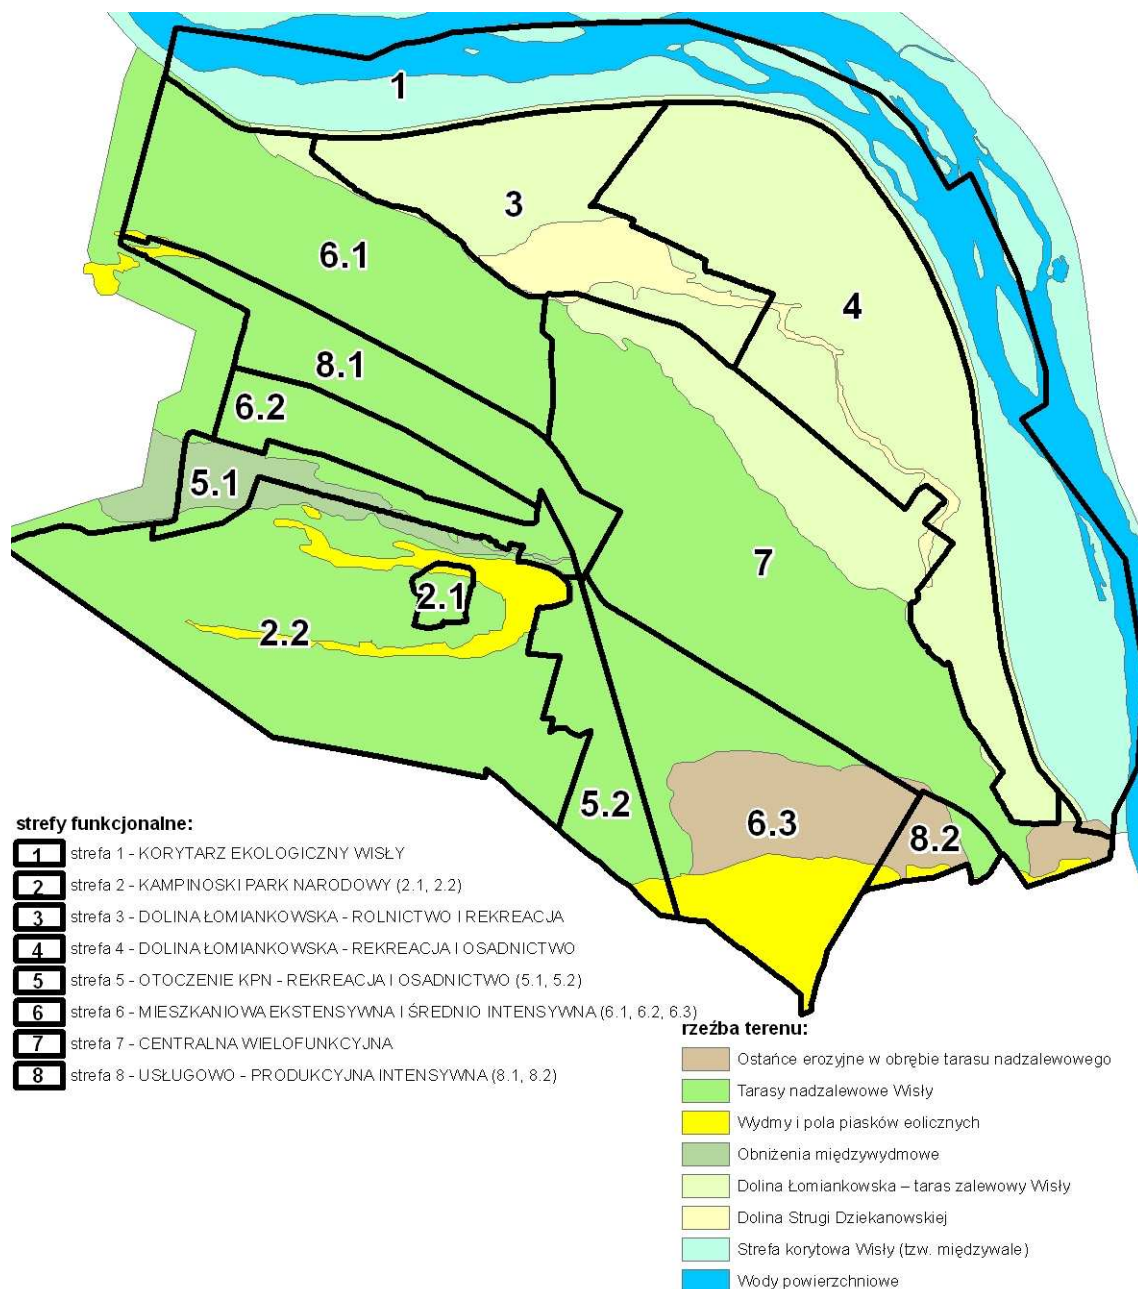 1
3
6.1
4
8.1
6.2
5.1
7
2.1
2.2
5.2
6.3
8.2
strefy funkcjonalne:
1 strefa 1 - KORYTARZ EKOLOGICZNY WISŁY
2 strefa 2 - KAMPINOSKI PARK NARODOWY (2.1, 2.2)
3 strefa 3 - DOLINA ŁOMIANKOWSKA - ROLNICTWO I REKREACJA
4 strefa 4 - DOLINA ŁOMIANKOWSKA - REKREACJA I OSADNICTWO
5 strefa 5 - OTOCZENIE KPN - REKREACJA I OSADNICTWO (5.1, 5.2)
6 strefa 6 - MIESZKANIOWA EKSTENSYWNA I ŚREDNIO INTENSYWNA (6.1, 6.2, 6.3)
7 strefa 7 - CENTRALNA WIELOFUNKCYJNA
8 strefa 8 - USŁUGOWO - PRODUKCYJNA INTENSYWNA (8.1, 8.2)
rzeźba terenu:
Ostańce erozyjne w obrębie tarasu nadzalewowego
Tarasy nadzalewowe Wisły
Wydmy i pola piasków eolicznych
Obniżenia międzywydmowe
Dolina Łomiankowska – taras zalewowy Wisły
Dolina Strugi Dziekanowskiej
Strefa korytowa Wisły (tzw. międzywale)
Wody powierzchniowe